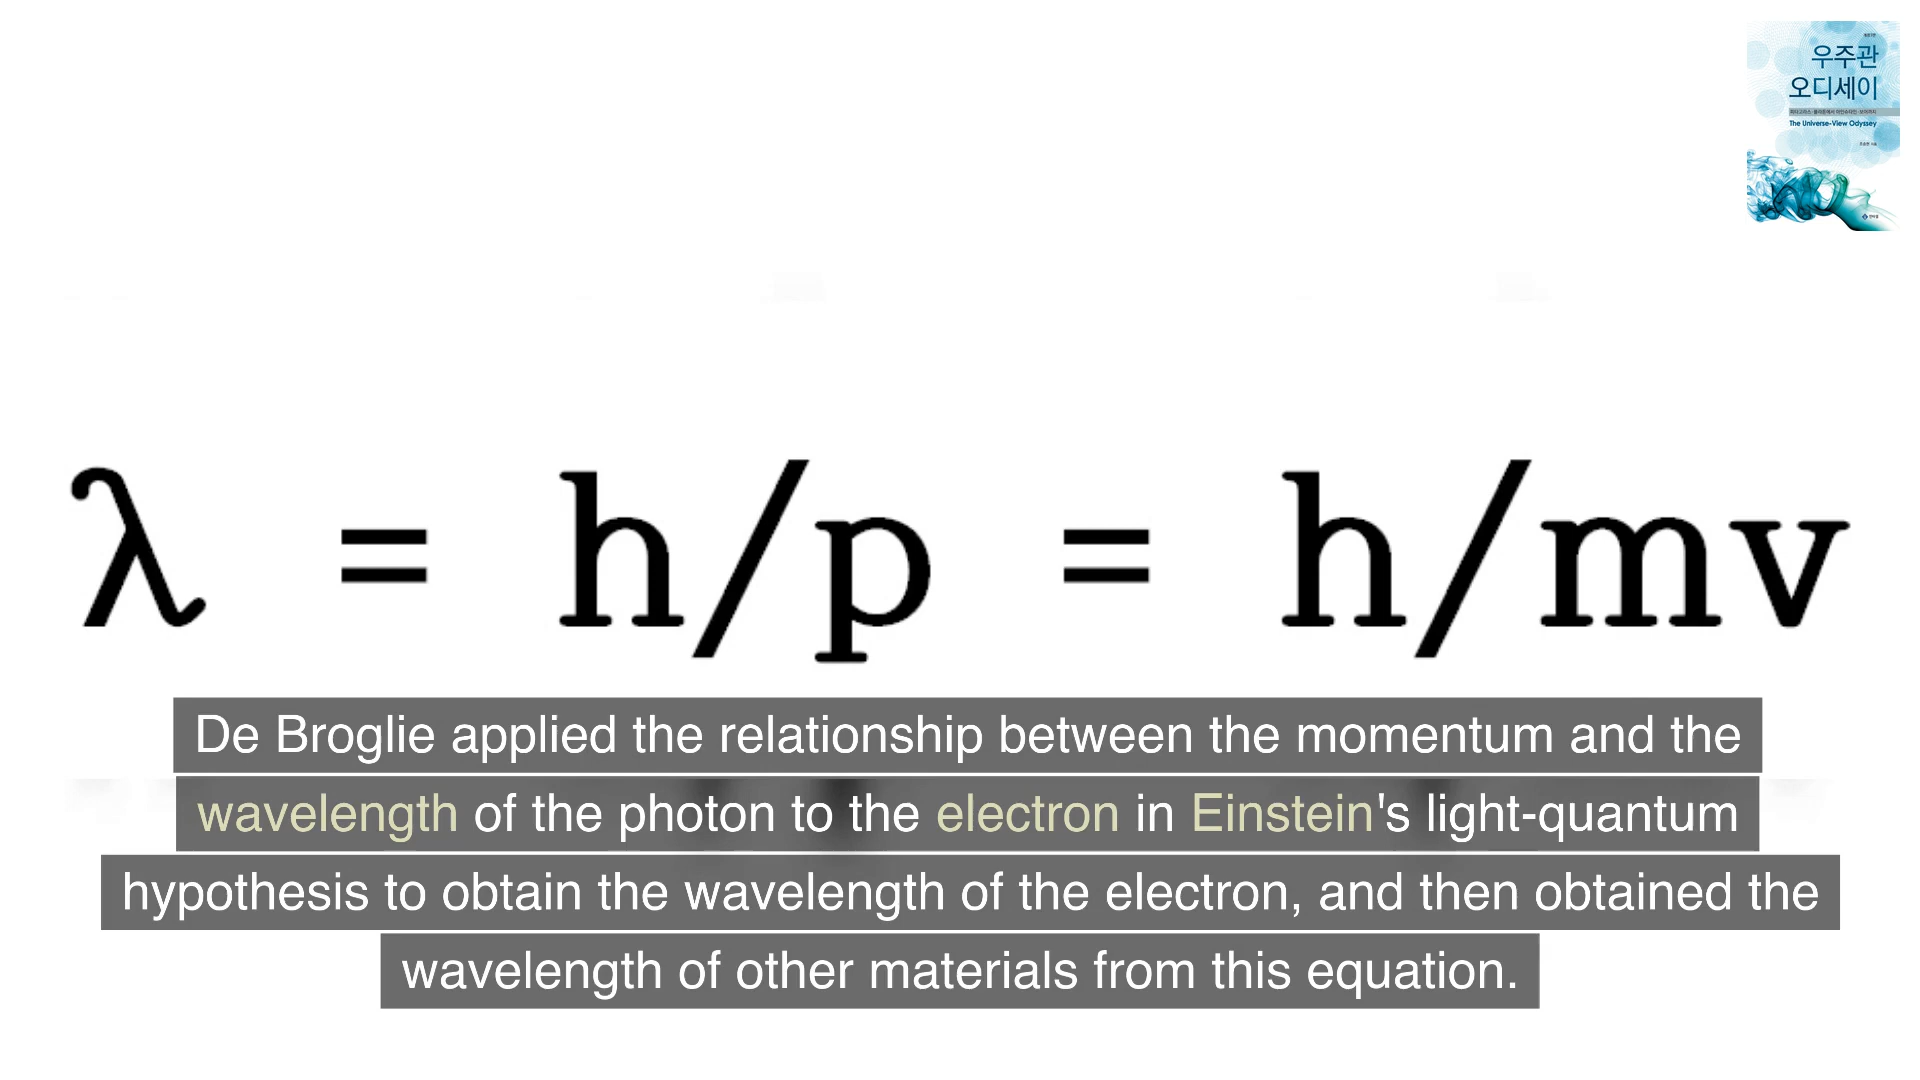 우주관
오디세이
The Universe-View Odyssey
λ = h/p = h/mv
De Broglie applied the relationship between the momentum and the
wavelength of the photon to the electron in Einstein's light-quantum
hypothesis to obtain the wavelength of the electron, and then obtained the
wavelength of other materials from this equation.